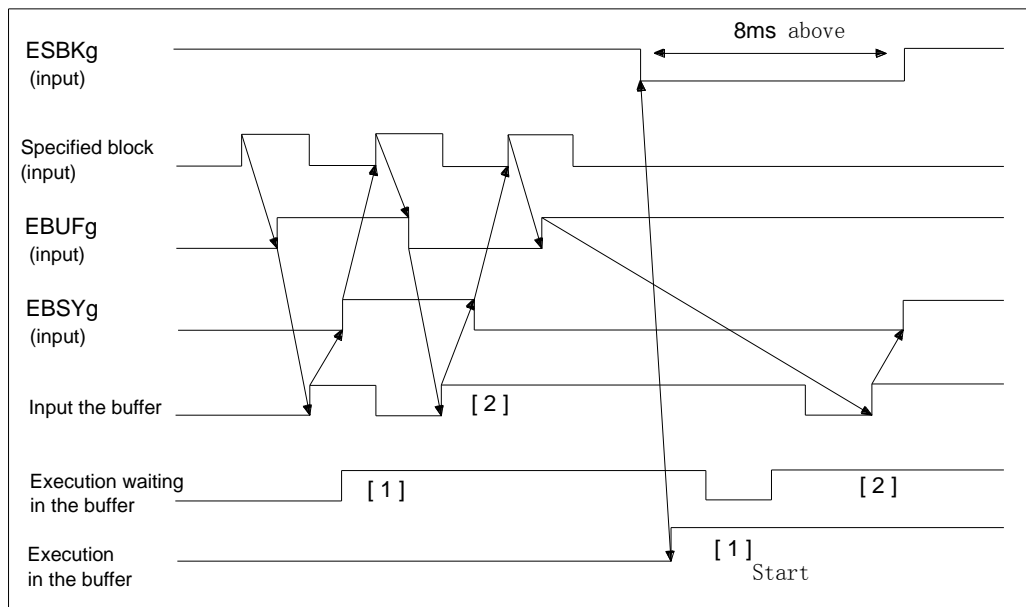 ESBKg
(input)
8ms above
Specified block
(input)
EBUFg
(input)
EBSYg
(input)
Input the buffer
[ 2 ]
Execution waiting
in the buffer
[ 1 ]
[ 2 ]
Execution
in the buffer
[ 1 ]
Start